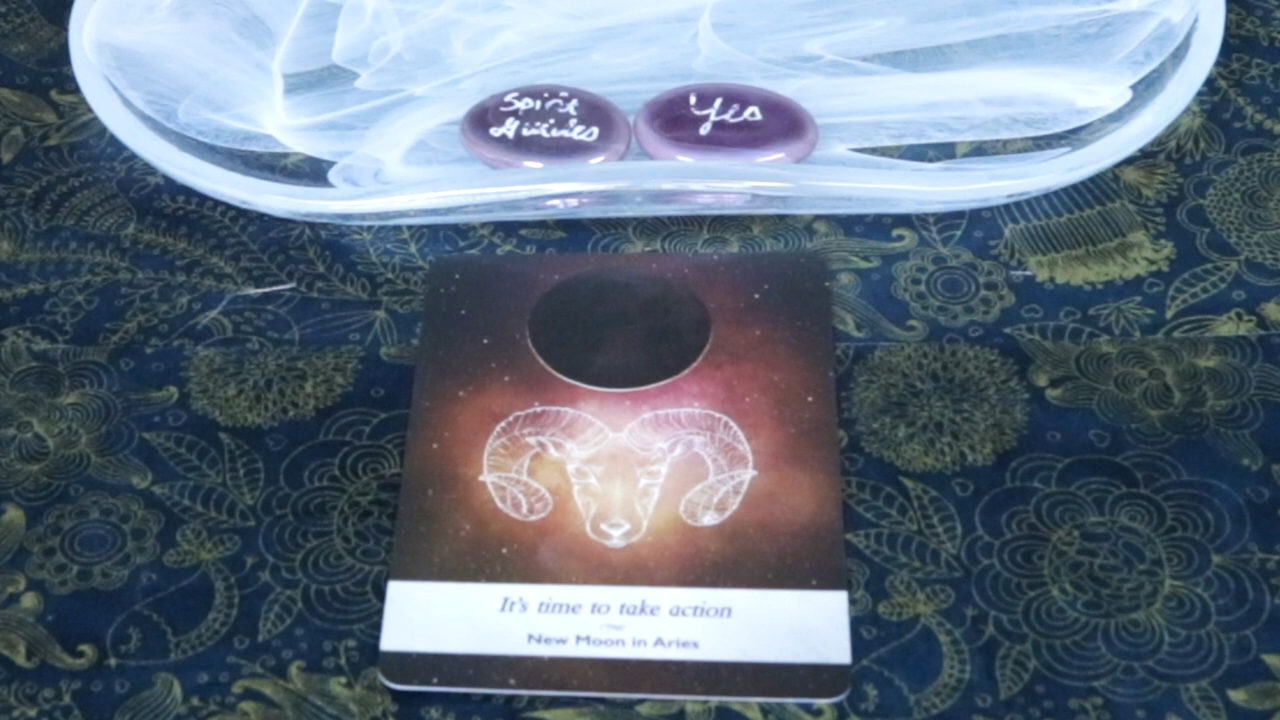 Spirit
Guides
Yes
It's time to take action
New Moon in Aries